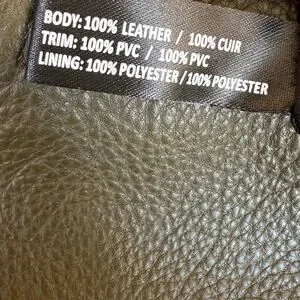 BODY: 100% LEATHER / 100% CUIR
TRIM: 100% PVC / 100% PVC
LINING: 100% POLYESTER / 100% POLYESTER